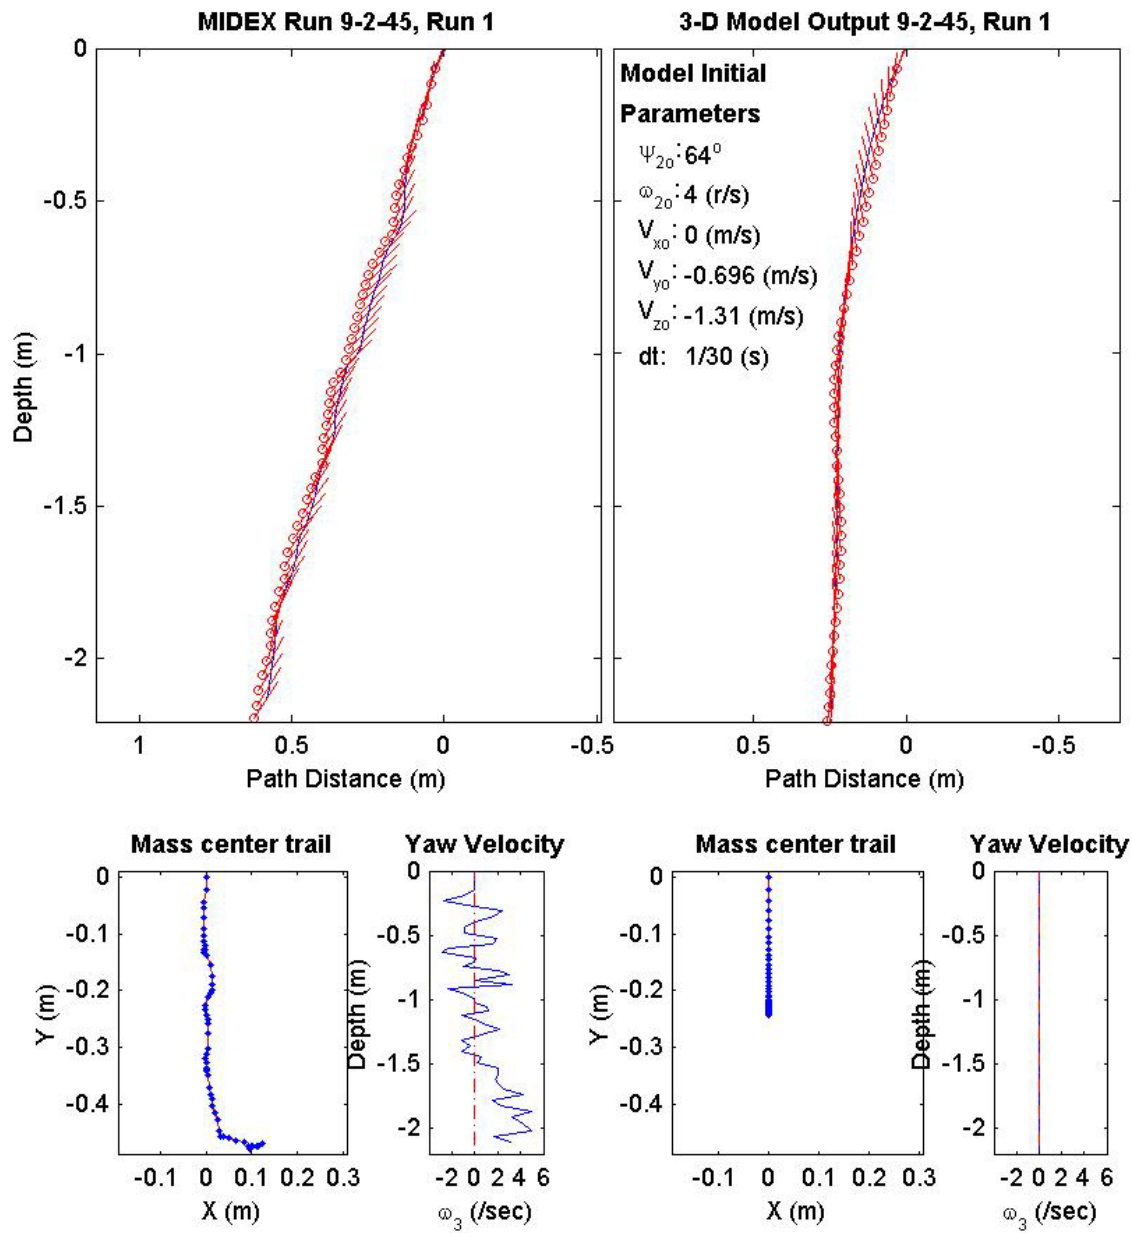 MIDEX Run 9-2-45, Run 1
3-D Model Output 9-2-45, Run 1
0
-0.5
-1
-1.5
-2
Depth (m)
1
0.5
0
-0.5
Path Distance (m)
0
Model Initial
Parameters
Ψ2o: 64o
ω2o: 4 (r/s)
Vxo: 0 (m/s)
Vyo: -0.696 (m/s)
Vzo: -1.31 (m/s)
dt: 1/30 (s)
0.5
0
-0.5
Path Distance (m)
Mass center trail
0
-0.1
-0.2
-0.3
-0.4
Y (m)
-0.1
0
0.1
0.2
0.3
X (m)
Yaw Velocity
0
-0.5
-1
-1.5
-2
Depth (m)
-2 0 2 4 6
ω3 (/sec)
Mass center trail
0
-0.1
-0.2
-0.3
-0.4
Y (m)
-0.1
0
0.1
0.2
0.3
X (m)
Yaw Velocity
0
-0.5
-1
-1.5
-2
Depth (m)
-2 0 2 4 6
ω3 (/sec)